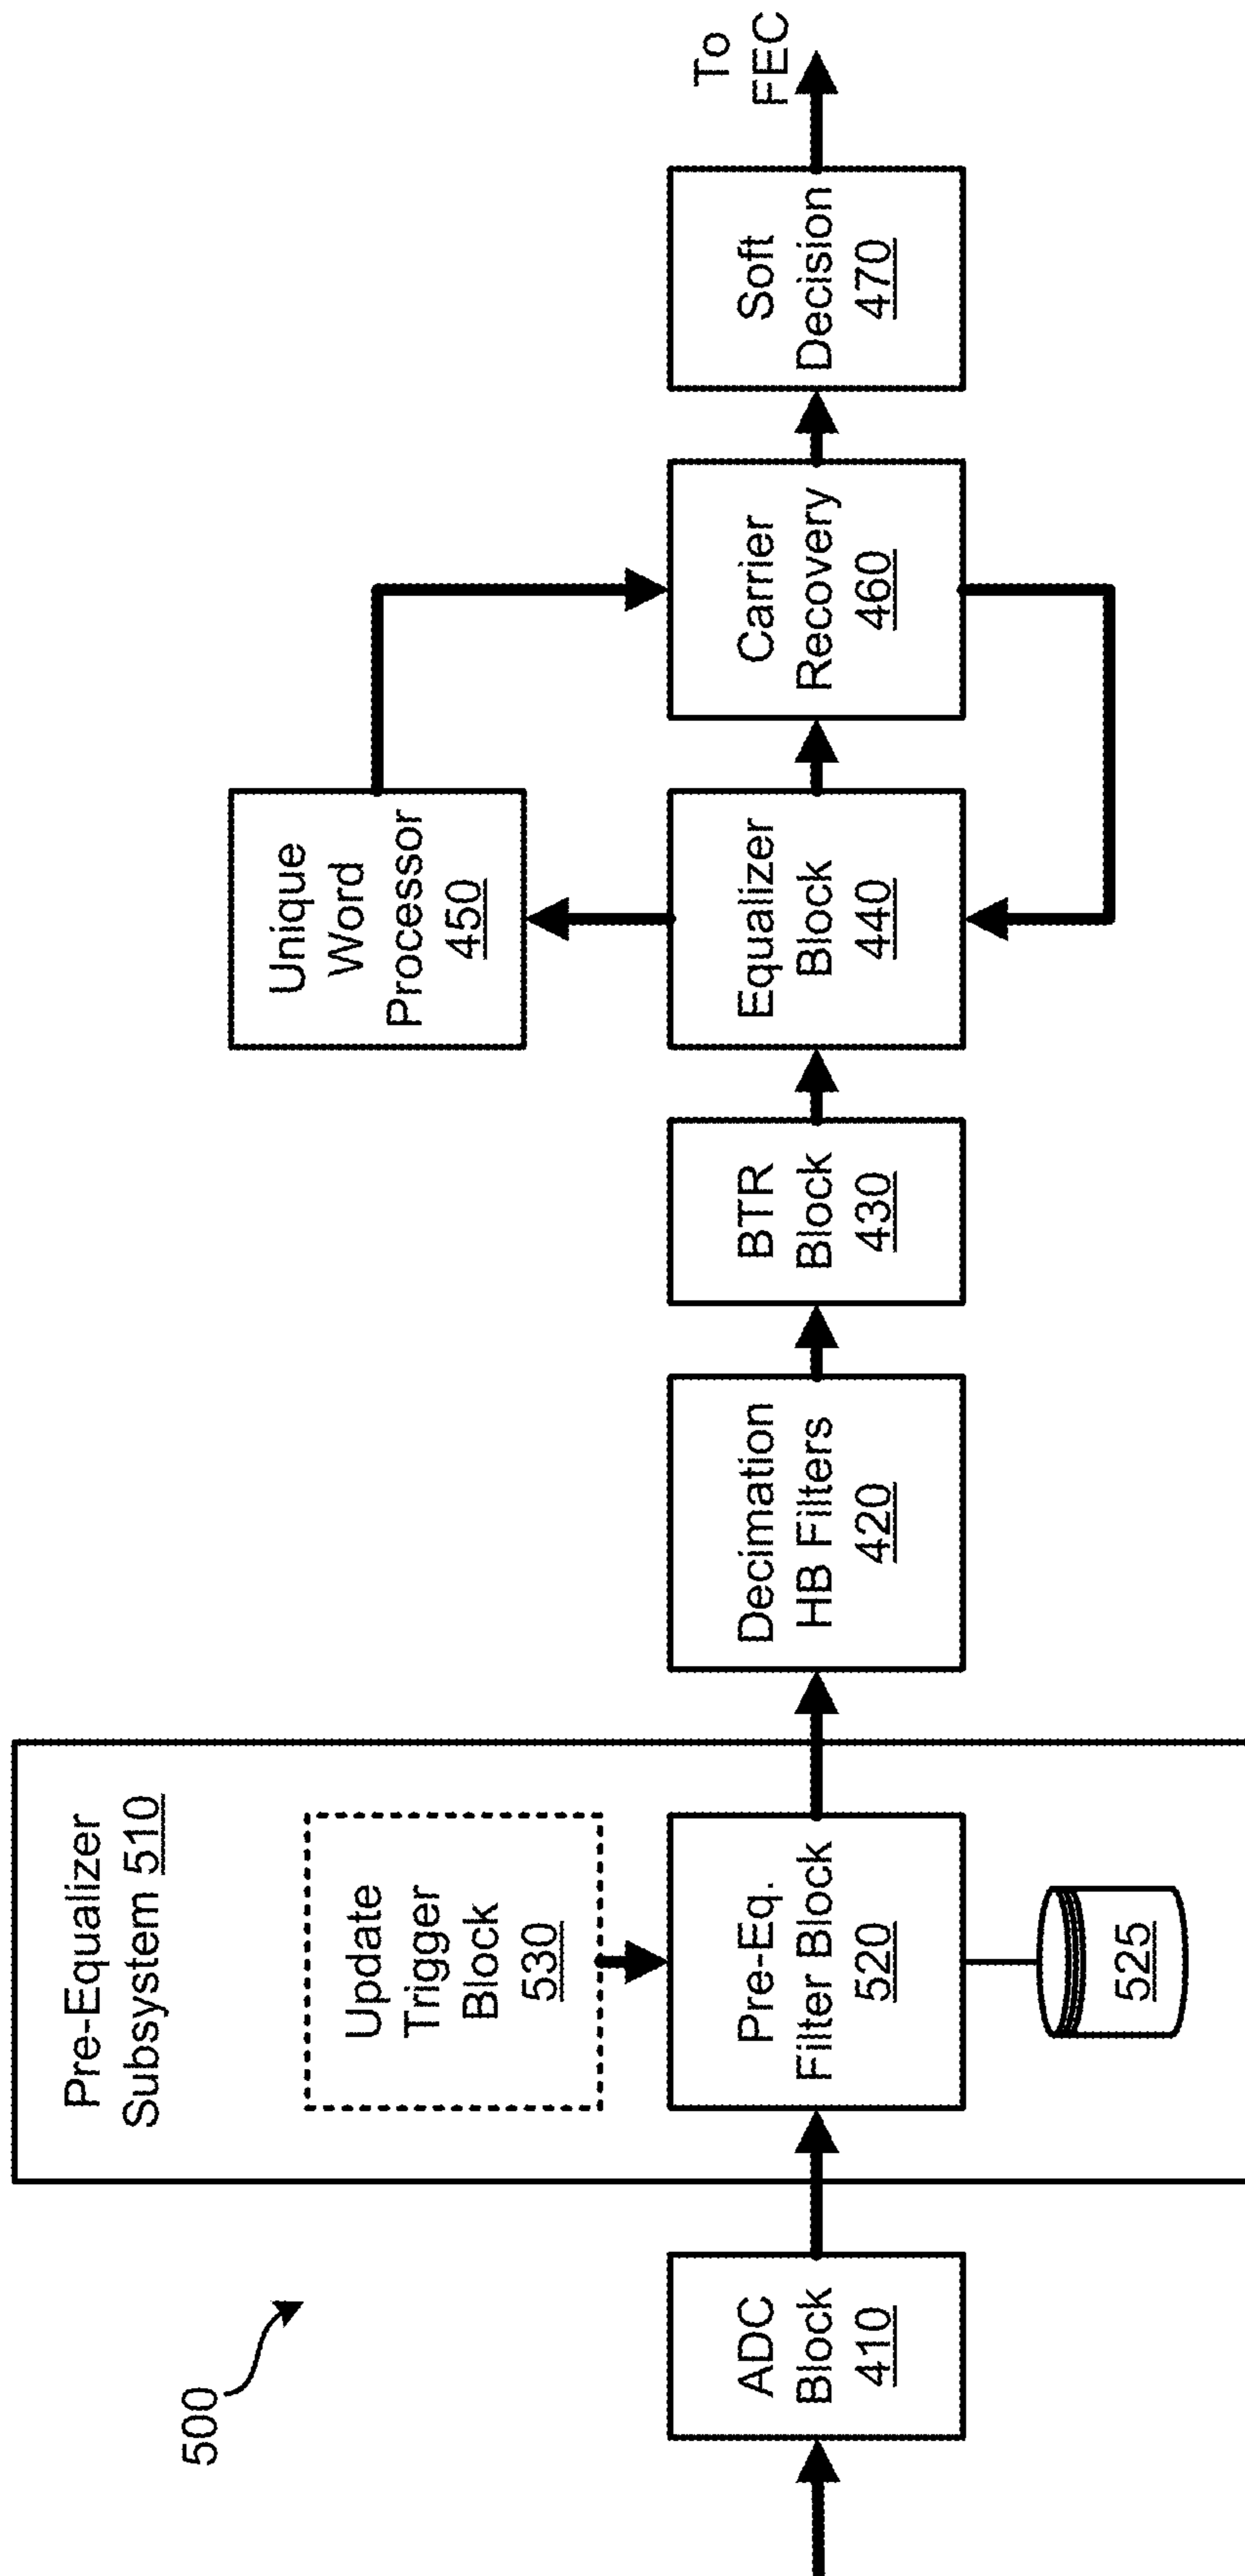 500
Pre-Equalizer
Subsystem 510
Update
Trigger
Block
530
ADC
Block
410
Pre-Eq.
Filter Block
520
525
Decimation
HB Filters
420
BTR
Block
430
Equalizer
Block
440
Unique
Word
Processor
450
Carrier
Recovery
460
Soft
Decision
470
To
FEC